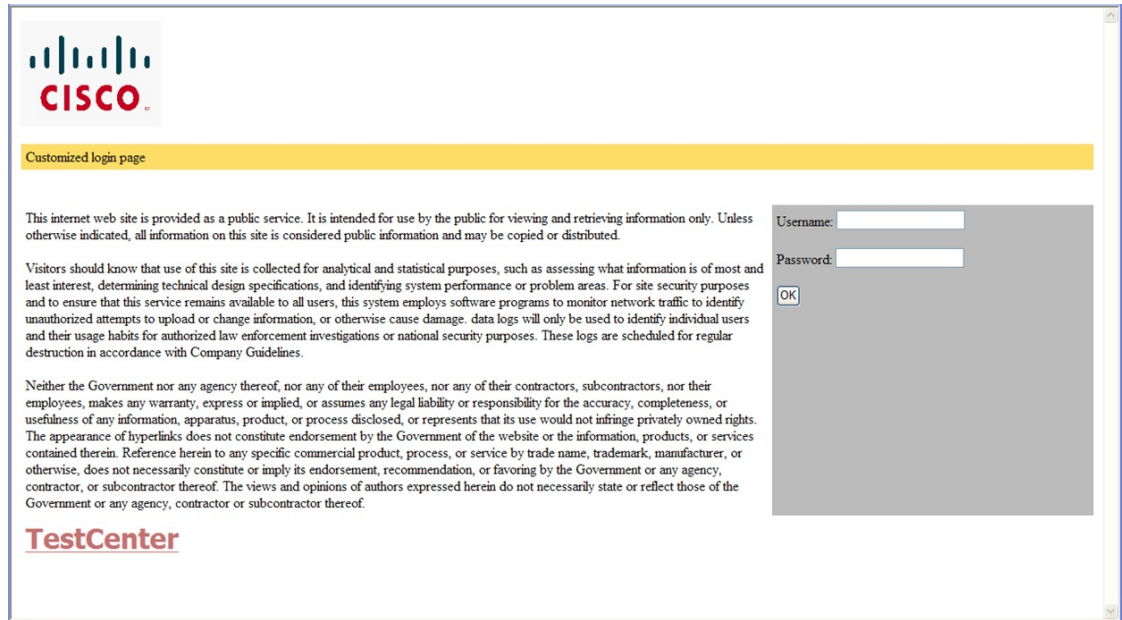 CISCO
Customized login page
This internet web site is provided as a public service. It is intended for use by the public for viewing and retrieving information only. Unless
otherwise indicated, all information on this site is considered public information and may be copied or distributed.
Visitors should know that use of this site is collected for analytical and statistical purposes, such as assessing what information is of most and
least interest, determining technical design specifications, and identifying system performance or problem areas. For site security purposes
and to ensure that this service remains available to all users, this system employs software programs to monitor network traffic to identify
unauthorized attempts to upload or change information, or otherwise cause damage. data logs will only be used to identify individual users
and their usage habits for authorized law enforcement investigations or national security purposes. These logs are scheduled for regular
destruction in accordance with Company Guidelines.
Neither the Government nor any agency thereof, nor any of their employees, nor any of their contractors, subcontractors, nor their
employees, makes any warranty, express or implied, or assumes any legal liability or responsibility for the accuracy, completeness, or
usefulness of any information, apparatus, product, or process disclosed, or represents that its use would not infringe privately owned rights.
The appearance of hyperlinks does not constitute endorsement by the Government of the website or the information, products, or services
contained therein. Reference herein to any specific commercial product, process, or service by trade name, trademark, manufacturer, or
otherwise, does not necessarily constitute or imply its endorsement, recommendation, or favoring by the Government or any agency,
contractor, or subcontractor thereof. The views and opinions of authors expressed herein do not necessarily state or reflect those of the
Government or any agency, contractor or subcontractor thereof.
Username:
Password:
OK
TestCenter